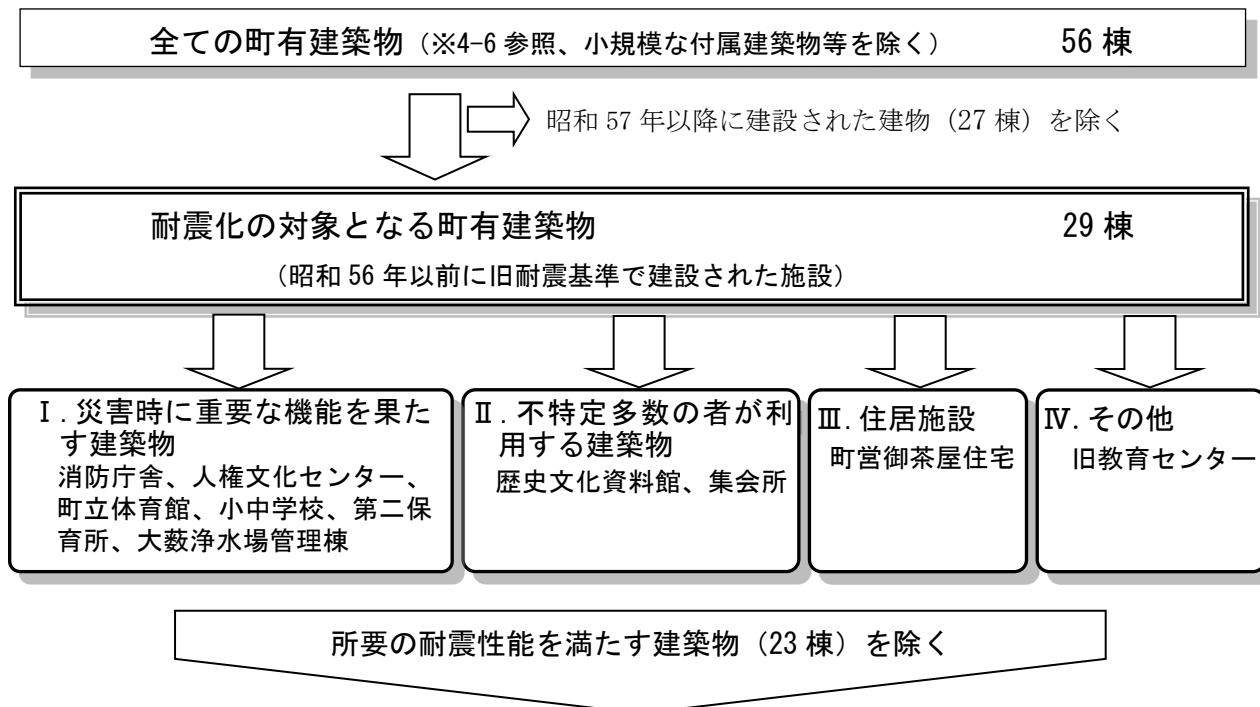 全ての町有建築物（※4-6 参照、小規模な付属建築物等を除く） 56 棟
昭和 57 年以降に建設された建物（27 棟）を除く
耐震化の対象となる町有建築物 29 棟
（昭和 56 年以前に旧耐震基準で建設された施設）
Ⅰ．災害時に重要な機能を果た
す建築物
消防庁舎、人権文化センター、
町立体育館、小中学校、第二保
育所、大薮浄水場管理棟
Ⅱ．不特定多数の者が利
用する建築物
歴史文化資料館、集会所
Ⅲ．住居施設
町営御茶屋住宅
Ⅳ．その他
旧教育センター
所要の耐震性能を満たす建築物（23 棟）を除く